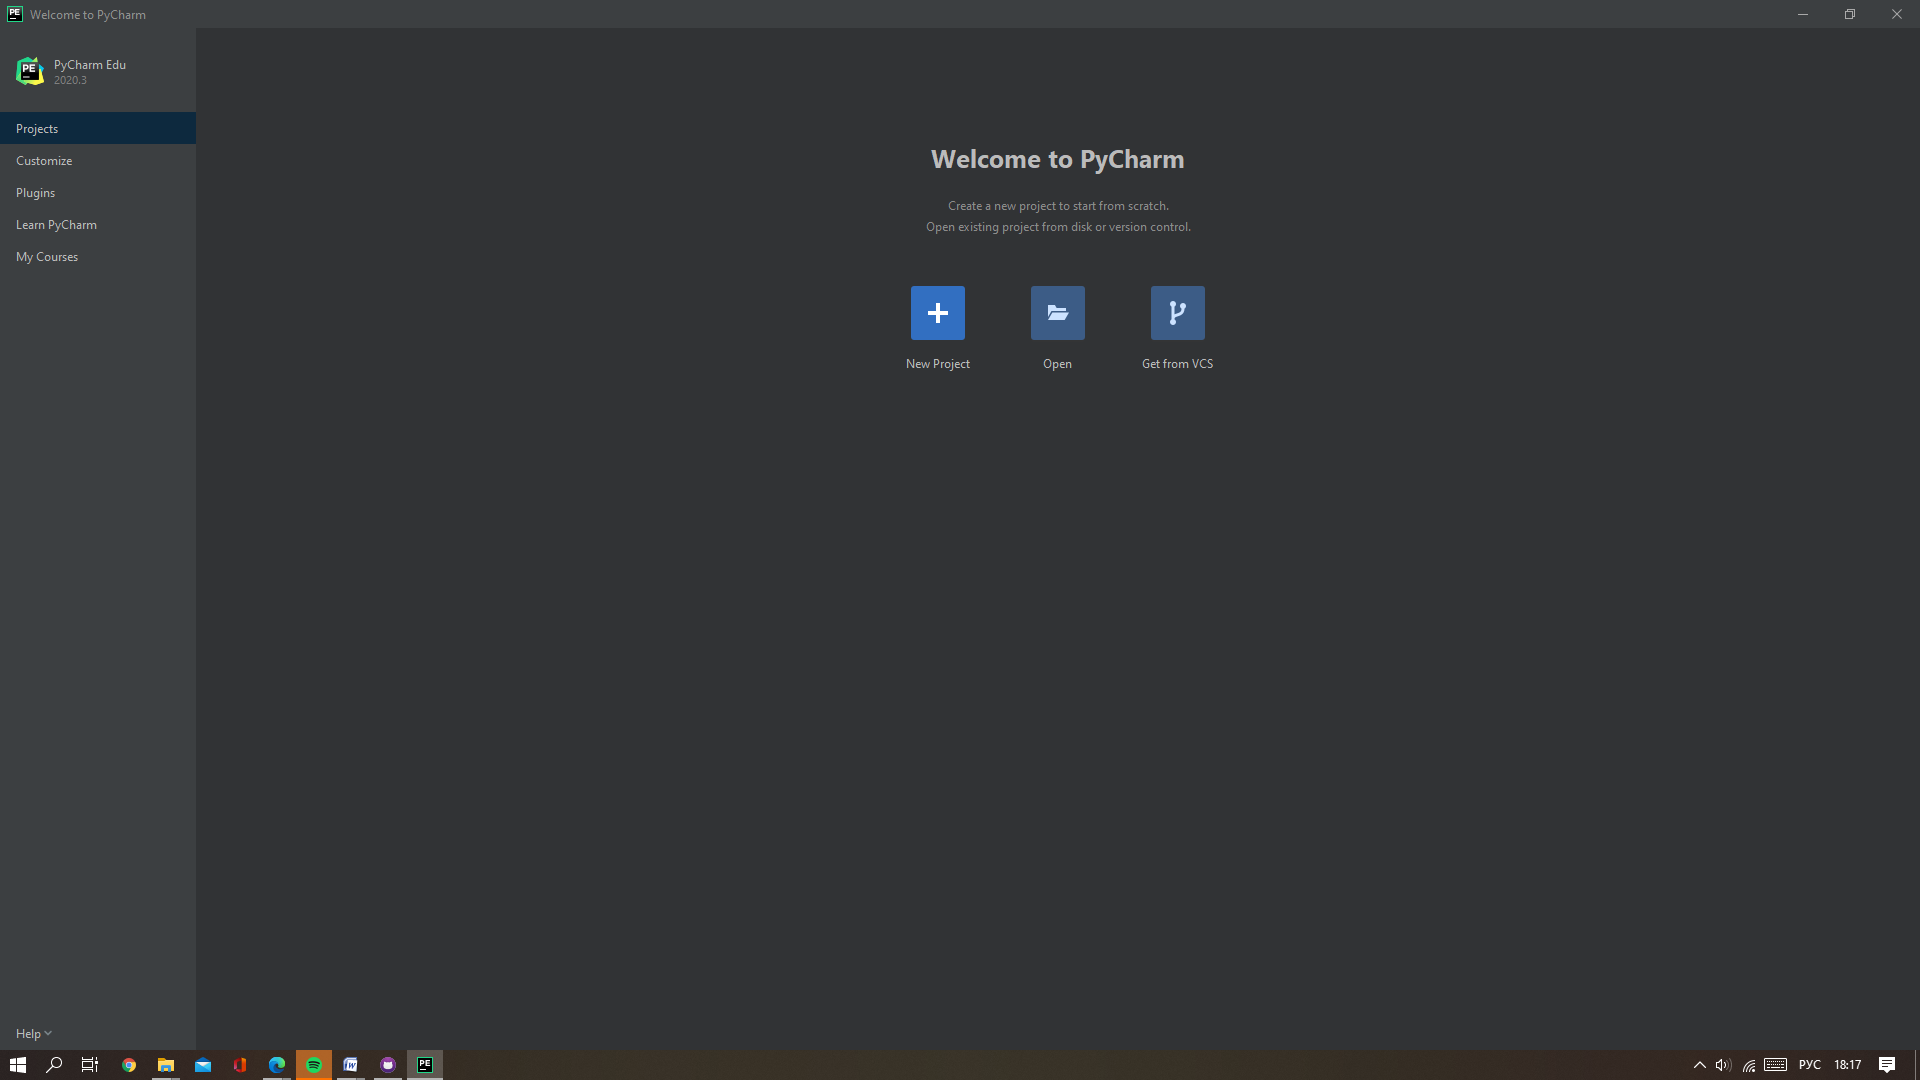 Welcome to PyCharm
PyCharm Edu
2020.3
Projects
Customize
Plugins
Learn PyCharm
My Courses
Welcome to PyCharm
Create a new project to start from scratch.
Open existing project from disk or version control.
New Project
Open
Get from VCS
Help
РУС
18:17